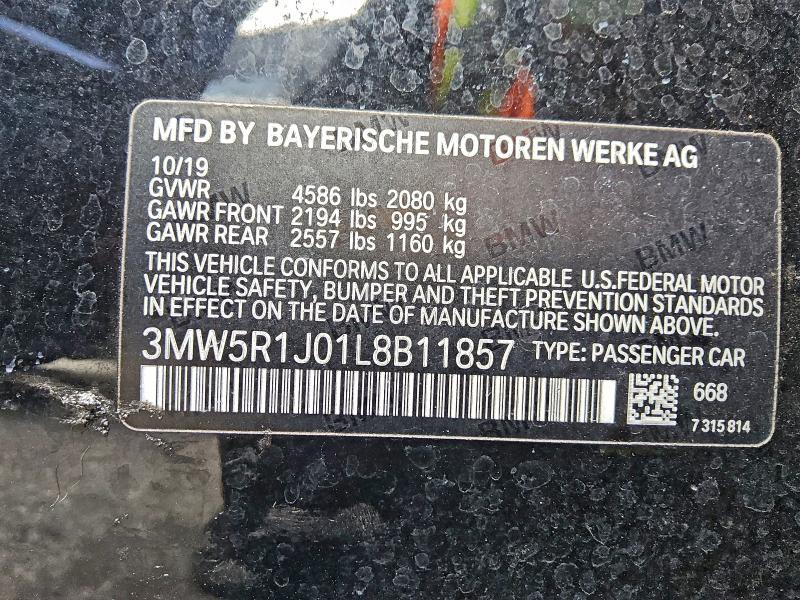 MFD BY BAYERISCHE MOTOREN WERKE AG
10/19
GVWR 4586 lbs 2080 kg
GAWR FRONT 2194 lbs 995 kg
GAWR REAR 2557 lbs 1160 kg
THIS VEHICLE CONFORMS TO ALL APPLICABLE U.S.FEDERAL MOTOR
VEHICLE SAFETY, BUMPER AND THEFT PREVENTION STANDARDS
IN EFFECT ON THE DATE OF MANUFACTURE SHOWN ABOVE.
3MW5R1J01L8B11857 TYPE: PASSENGER CAR
668
7 315 814